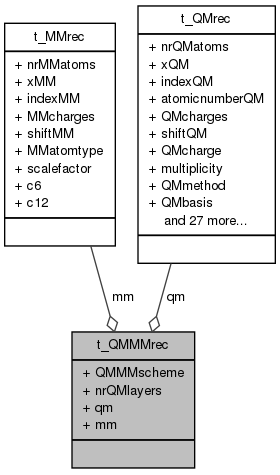 t_MMrec
+ nrMMatoms
+ xMM
+ indexMM
+ MMcharges
+ shiftMM
+ MMatomtype
+ scalefactor
+ c6
+ c12
t_QMrec
+ nrQMatoms
+ xQM
+ indexQM
+ atomicnumberQM
+ QMcharges
+ shiftQM
+ QMcharge
+ multiplicity
+ QMmethod
+ QMbasis
and 27 more...
mm
qm
t_QMMMrec
+ QMMMscheme
+ nrQMlayers
+ qm
+ mm